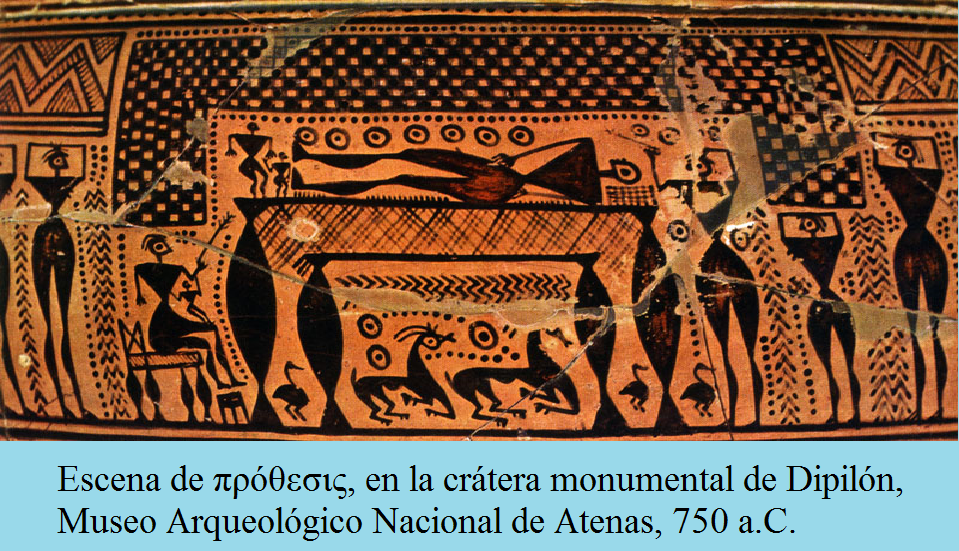 Escena de πρόθεσις, en la crátera monumental de Dipilón,
Museo Arqueológico Nacional de Atenas, 750 a.C.